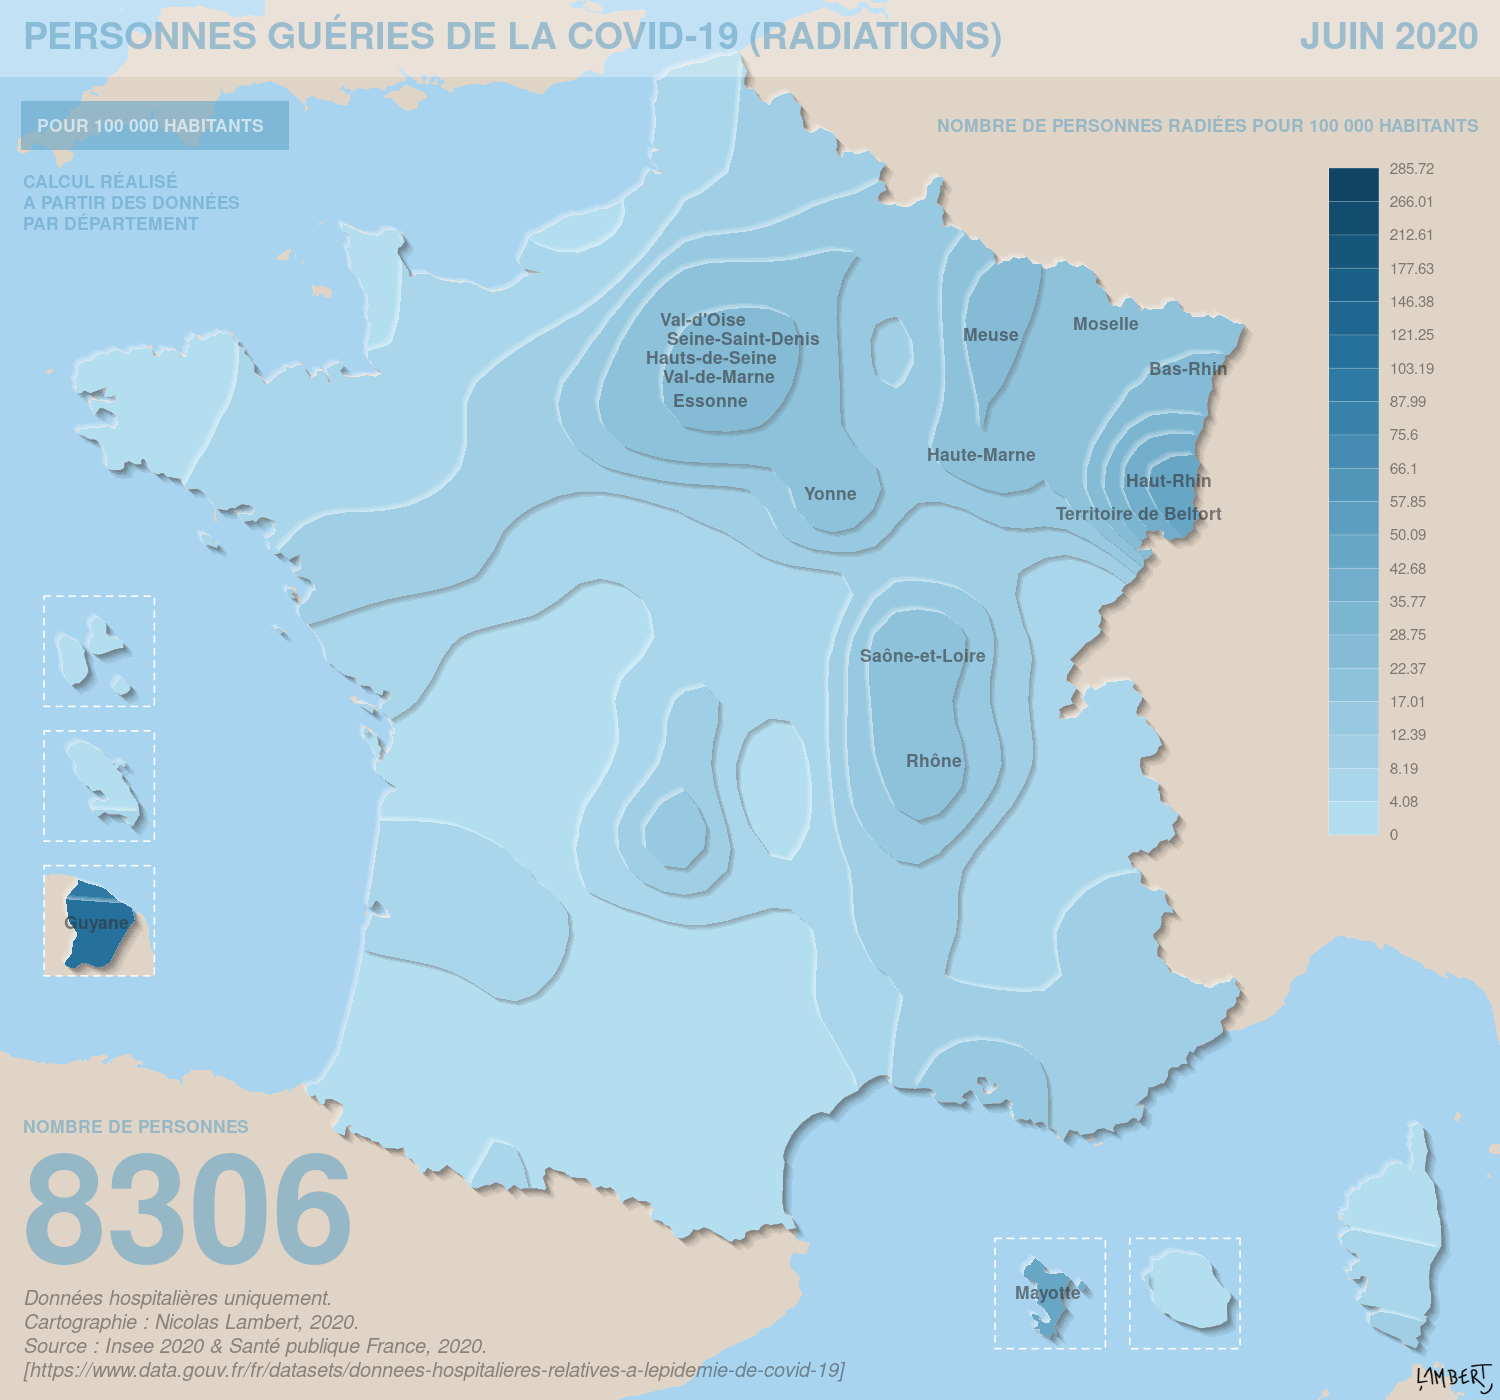 PERSONNES GUÉRIES DE LA COVID-19 (RADIATIONS)
JUIN 2020
POUR 100 000 HABITANTS
CALCUL RÉALISÉ
A PARTIR DES DONNÉES
PAR DÉPARTEMENT
NOMBRE DE PERSONNES RADIÉES POUR 100 000 HABITANTS
285.72
266.01
212.61
177.63
146.38
121.25
103.19
87.99
75.6
66.1
57.85
50.09
42.68
35.77
28.75
22.37
17.01
12.39
8.19
4.08
0
Val-d'Oise
Seine-Saint-Denis
Hauts-de-Seine
Val-de-Marne
Essonne
Meuse
Moselle
Bas-Rhin
Haute-Marne
Haut-Rhin
Yonne
Territoire de Belfort
Saône-et-Loire
Rhône
Guyane
Mayotte
NOMBRE DE PERSONNES
8306
Données hospitalières uniquement.
Cartographie : Nicolas Lambert, 2020.
Source : Insee 2020 & Santé publique France, 2020.
[https://www.data.gouv.fr/fr/datasets/donnees-hospitalieres-relatives-a-lepidemie-de-covid-19]
LAMBERT